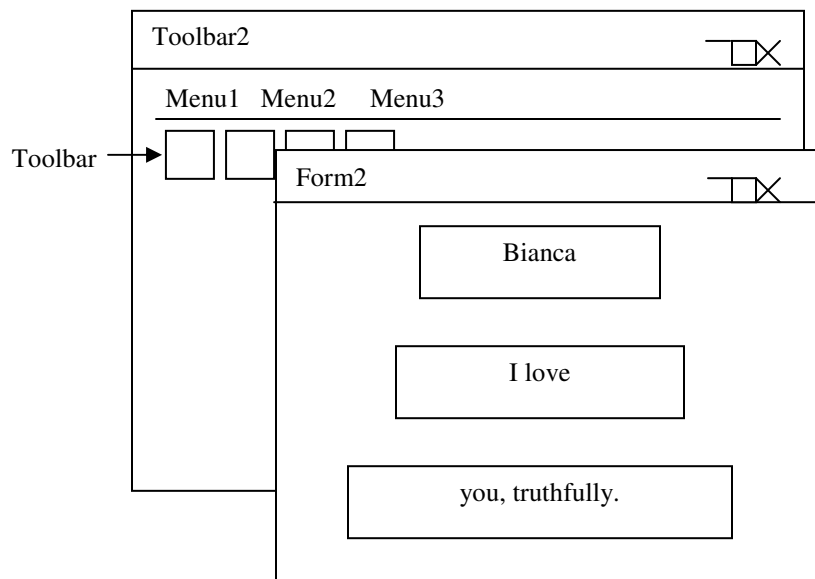 Toolbar2
Menu1 Menu2 Menu3
Toolbar
Form2
Bianca
I love
you, truthfully.